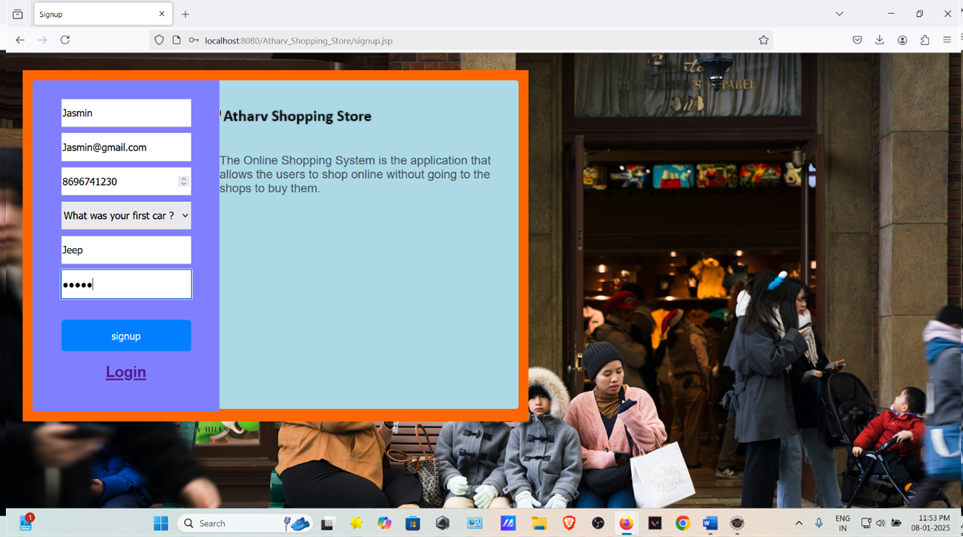 Signup
localhost:8080/Atharv_Shopping_Store/signup.jsp
Jasmin
Jasmin@gmail.com
8696741230
What was your first car ?
Jeep
•••••
signup
Login
Atharv Shopping Store
The Online Shopping System is the application that
allows the users to shop online without going to the
shops to buy them.
1
Search
ENG
IN
11:53 PM
08-01-2025